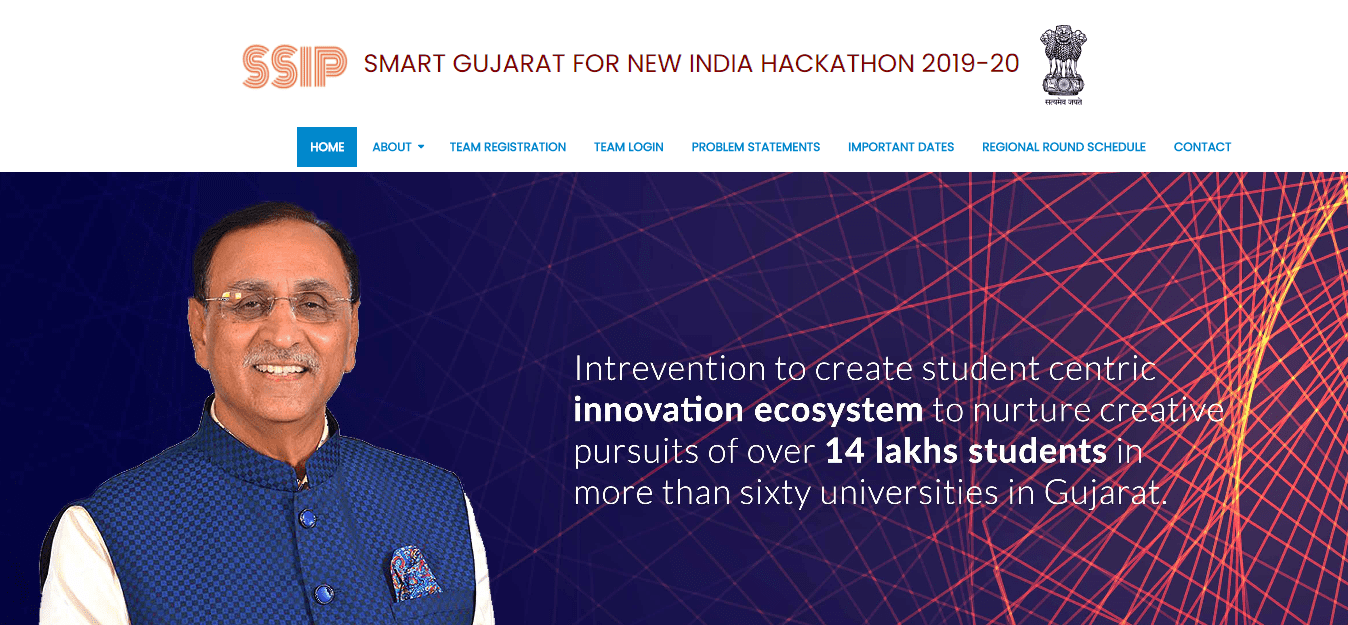 SSIP SMART GUJARAT FOR NEW INDIA HACKATHON 2019-20
सत्यमेव जयते
HOME ABOUT TEAM REGISTRATION TEAM LOGIN PROBLEM STATEMENTS IMPORTANT DATES REGIONAL ROUND SCHEDULE CONTACT
Intrevention to create student centric
innovation ecosystem to nurture creative
pursuits of over 14 lakhs students in
more than sixty universities in Gujarat.